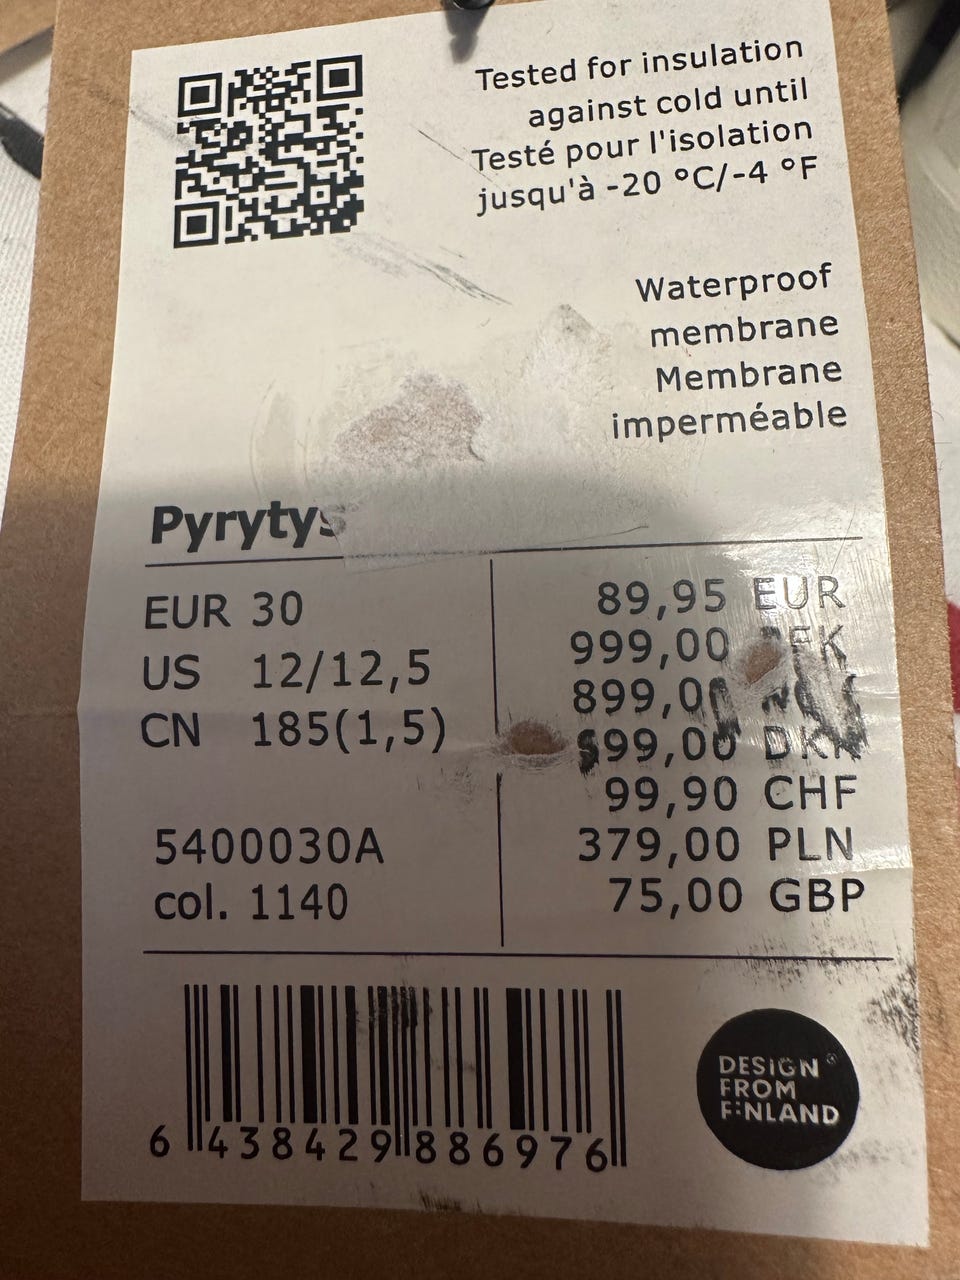 Tested for insulation
against cold until
Testé pour l'isolation
jusqu'à -20 °C/-4 °F
Waterproof
membrane
Membrane
imperméable
Pyrytys
EUR 30
US 12/12,5
CN 185(1,5)
5400030A
col. 1140
89,95 EUR
999,00
899,00
699,00 DKK
99,90 CHF
379,00 PLN
75,00 GBP
6 438429 886976
DESIGN
FROM
FINLAND